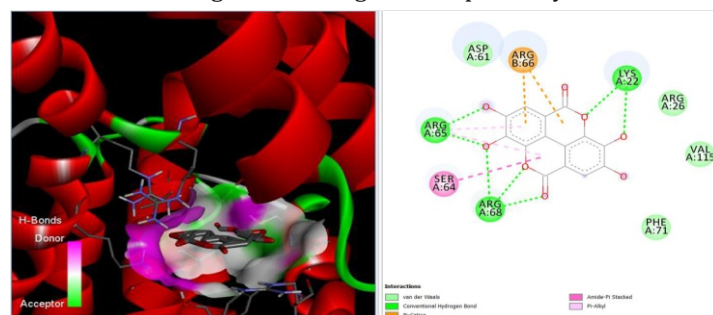 H-Bonds
Donor
Acceptor
ASP
A:61
ARG
B:66
LYS
A:22
ARG
A:26
ARG
A:65
VAL
A:115
SER
A:64
ARG
A:68
PHE
A:71
O
O
O
O
Interactions
van der Waals
Conventional Hydrogen Bond
Amide-Pi Stacked
Pi-Alkyl